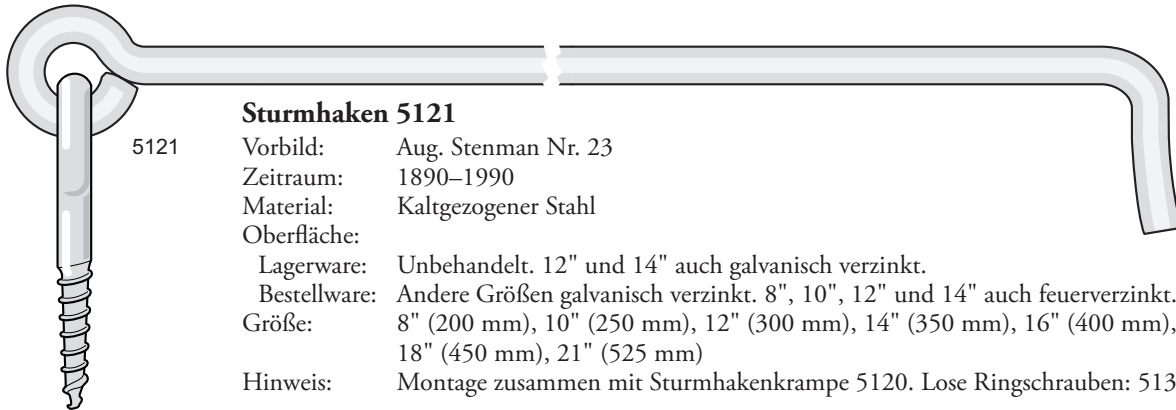 Sturmhaken 5121
5121
Vorbild: Aug. Stenman Nr. 23
Zeitraum: 1890–1990
Material: Kaltgezogener Stahl
Oberfläche:
Lagerware: Unbehandelt. 12" und 14" auch galvanisch verzinkt.
Bestellware: Andere Größen galvanisch verzinkt. 8", 10", 12" und 14" auch feuerverzinkt.
Größe: 8" (200 mm), 10" (250 mm), 12" (300 mm), 14" (350 mm), 16" (400 mm),
18" (450 mm), 21" (525 mm)
Hinweis: Montage zusammen mit Sturmhakenkrampe 5120. Lose Ringschrauben: